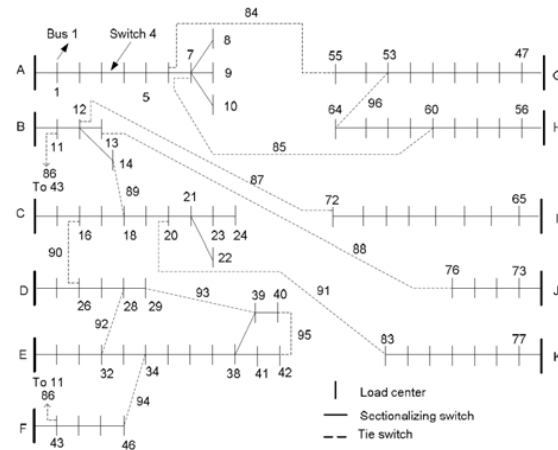 84
Bus 1 Switch 4
8
7 55 53 47
A 9 G
1 5 10
64 96 60 56
B 12 H
11 13
86 14 85
To 43 87
89
21 72 65
C I
16 18 20 23 24 88
90 22
76 73
D 93 39 40 91 J
26 28 29
92 95 83 77
E K
To 11 32 34 38 41 42
86 Load center
94 Sectionalizing switch
F Tie switch
43 46